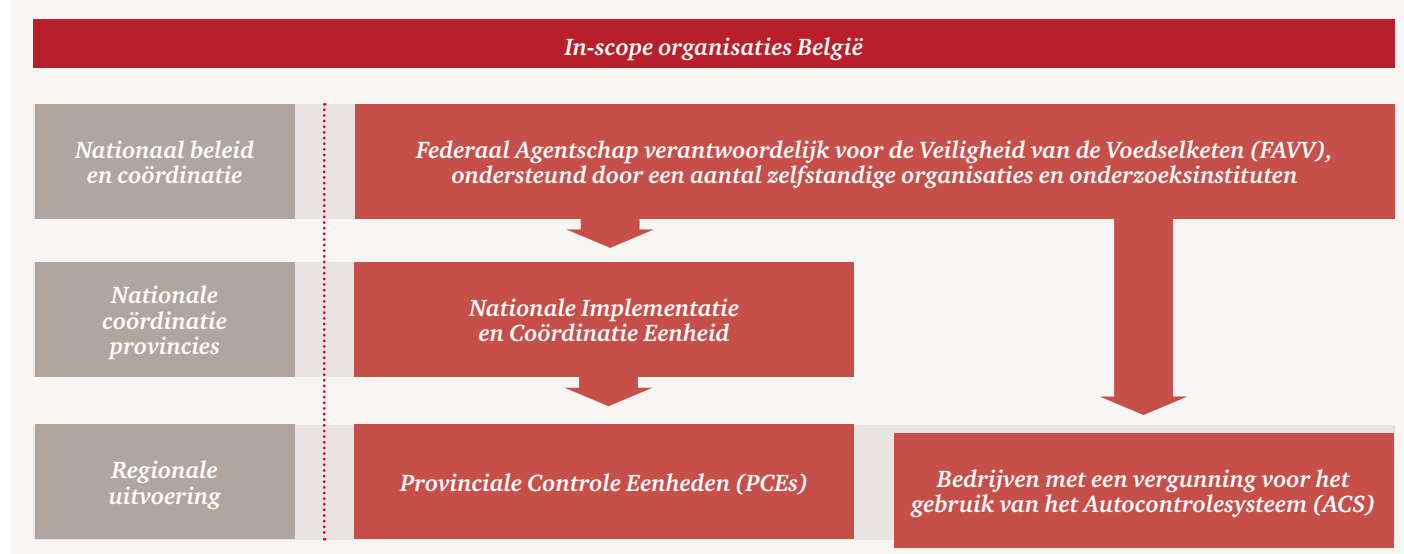 In-scope organisaties België
Nationaal beleid
en coördinatie
Federaal Agentschap verantwoordelijk voor de Veiligheid van de Voedselketen (FAVV),
ondersteund door een aantal zelfstandige organisaties en onderzoeksinstituten
Nationale
coördinatie
provincies
Nationale Implementatie
en Coördinatie Eenheid
Regionale
uitvoering
Provinciale Controle Eenheden (PCEs)
Bedrijven met een vergunning voor het
gebruik van het Autocontrolesysteem (ACS)